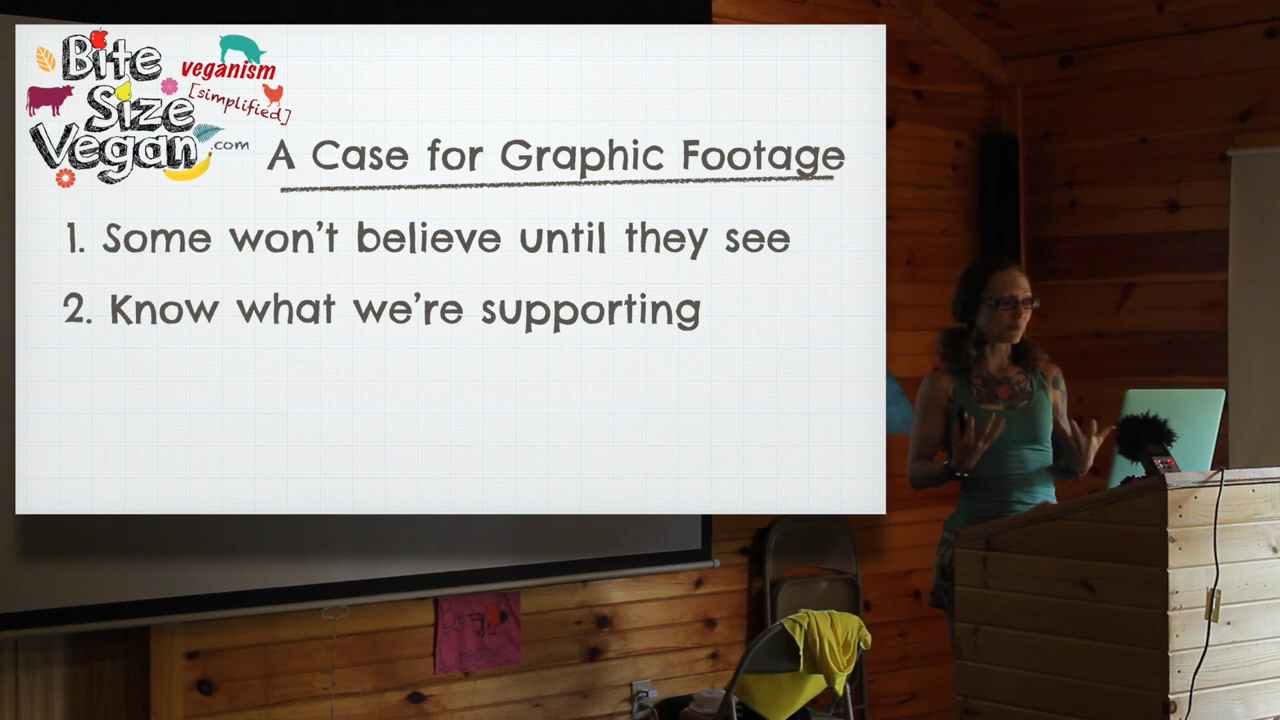 Bite
Size
Vegan
.com
veganism
[simplified]
A Case for Graphic Footage
1. Some won't believe until they see
2. Know what we're supporting